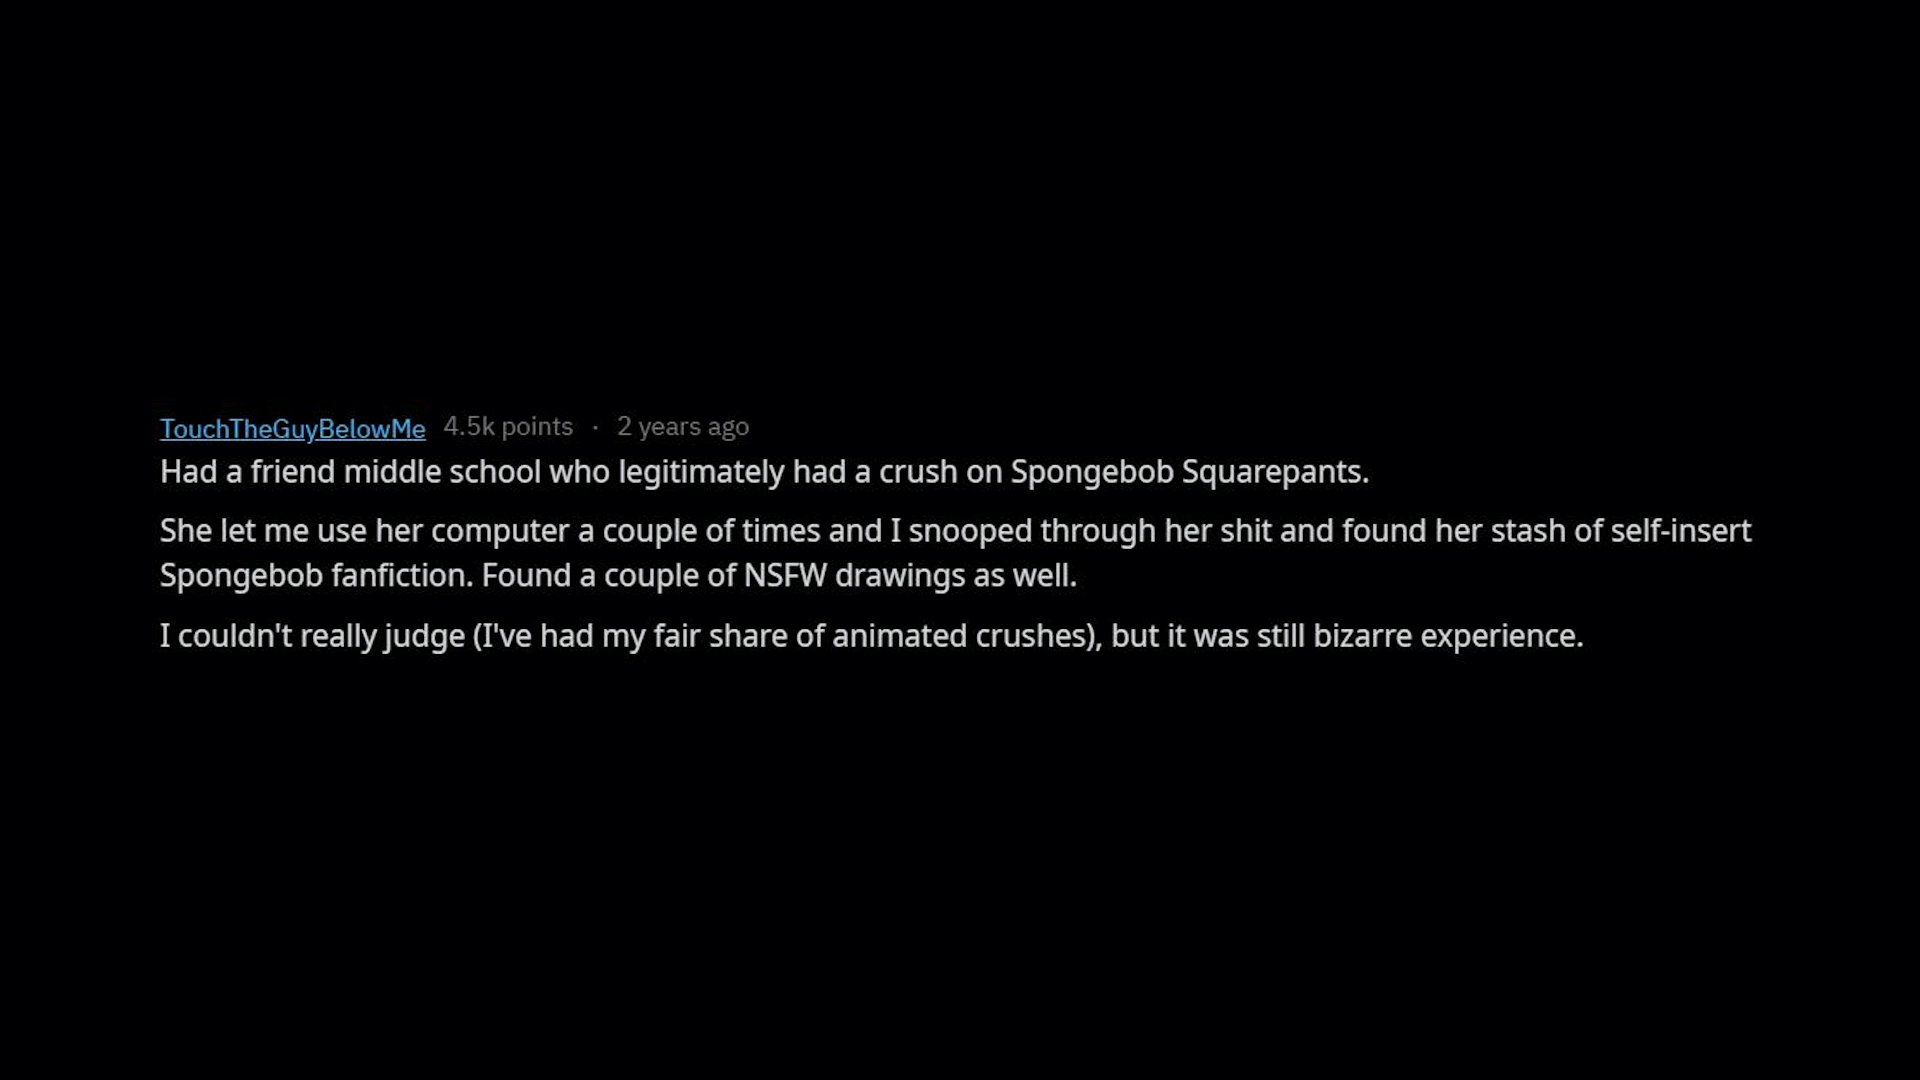 TouchTheGuyBelowMe 4.5k points · 2 years ago
Had a friend middle school who legitimately had a crush on Spongebob Squarepants.
She let me use her computer a couple of times and I snooped through her shit and found her stash of self-insert
Spongebob fanfiction. Found a couple of NSFW drawings as well.
I couldn't really judge (I've had my fair share of animated crushes), but it was still bizarre experience.